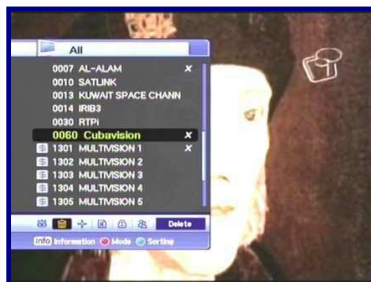 All
0007 AL-ALAM x
0010 SATLINK
0013 KUWAIT SPACE CHANN
0014 IRIB3
0030 RTPi
0060 Cubavision x
$ 1301 MULTIVISION 1 x
$ 1302 MULTIVISION 2
$ 1303 MULTIVISION 3
$ 1304 MULTIVISION 4
$ 1305 MULTIVISION 5
Delete
Info Information Mode Sorting